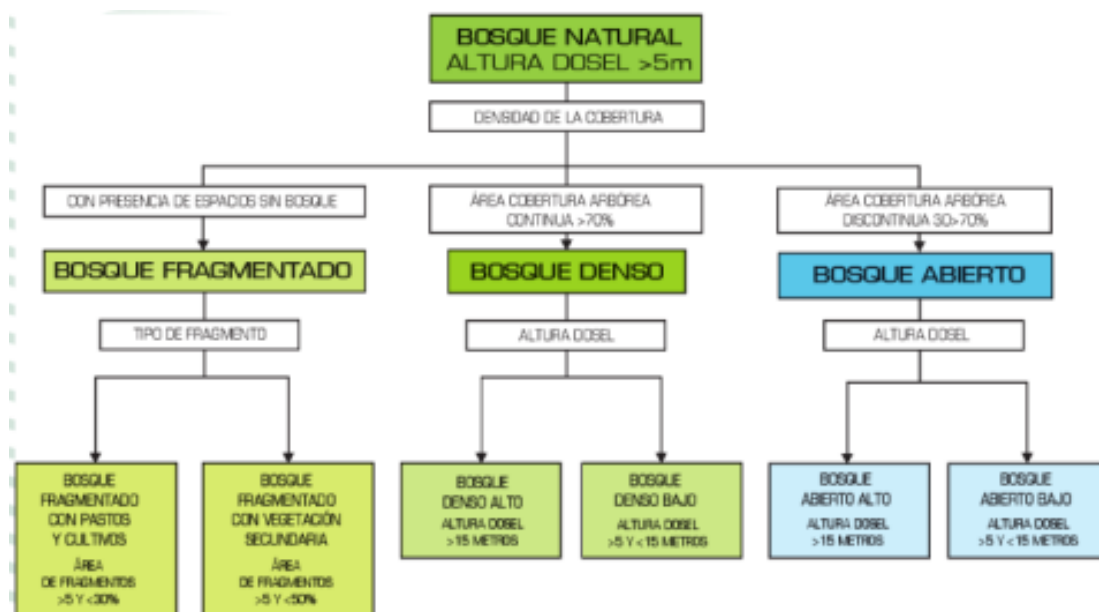 BOSQUE NATURAL
ALTURA DOSEL >5m
DENSIDAD DE LA COBERTURA
CON PRESENCIA DE ESPACIOS SIN BOSQUE
ÁREA COBERTURA ARBÓREA
CONTINUA >70%
ÁREA COBERTURA ARBÓREA
DISCONTINUA 30>70%
BOSQUE FRAGMENTADO
BOSQUE DENSO
BOSQUE ABIERTO
TIPO DE FRAGMENTO
ALTURA DOSEL
ALTURA DOSEL
BOSQUE
FRAGMENTADO
CON PASTOS
Y CULTIVOS
ÁREA
DE FRAGMENTOS
>5 Y <30%
BOSQUE
FRAGMENTADO
CON VEGETACIÓN
SECUNDARIA
ÁREA
DE FRAGMENTOS
>5 Y <50%
BOSQUE
DENSO ALTO
ALTURA DOSEL
>15 METROS
BOSQUE
DENSO BAJO
ALTURA DOSEL
>5 Y <15 METROS
BOSQUE
ABIERTO ALTO
ALTURA DOSEL
>15 METROS
BOSQUE
ABIERTO BAJO
ALTURA DOSEL
>5 Y <15 METROS